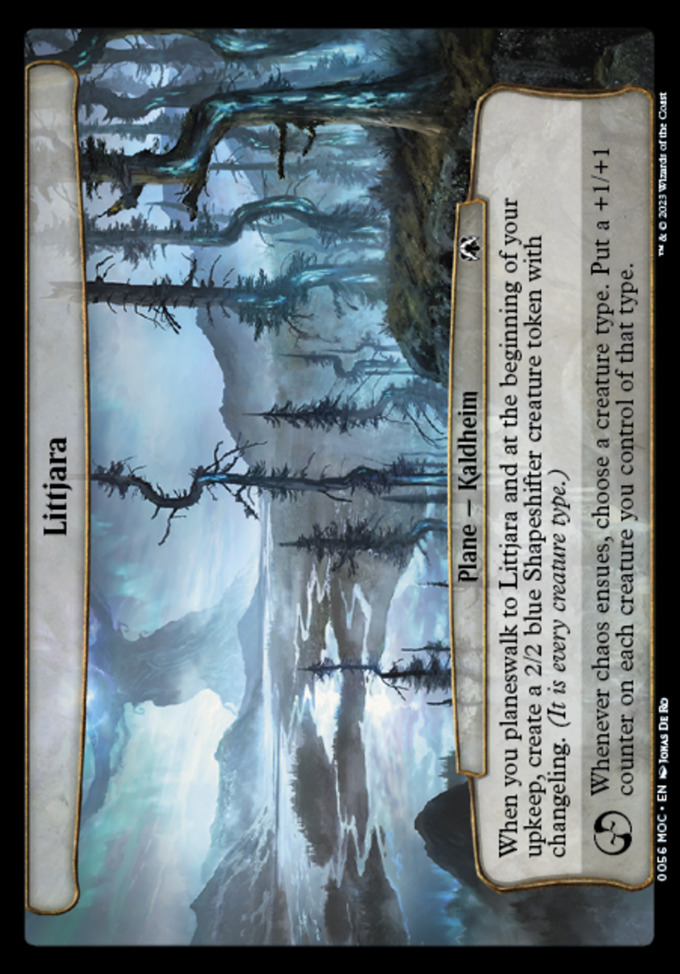 Littjara
Plane — Kaldheim
When you planeswalk to Littjara and at the beginning of your
upkeep, create a 2/2 blue Shapeshifter creature token with
changeling. (It is every creature type.)
Whenever chaos ensues, choose a creature type. Put a +1/+1
counter on each creature you control of that type.
0056 MOC • EN Jonas De Ro
™ & © 2023 Wizards of the Coast